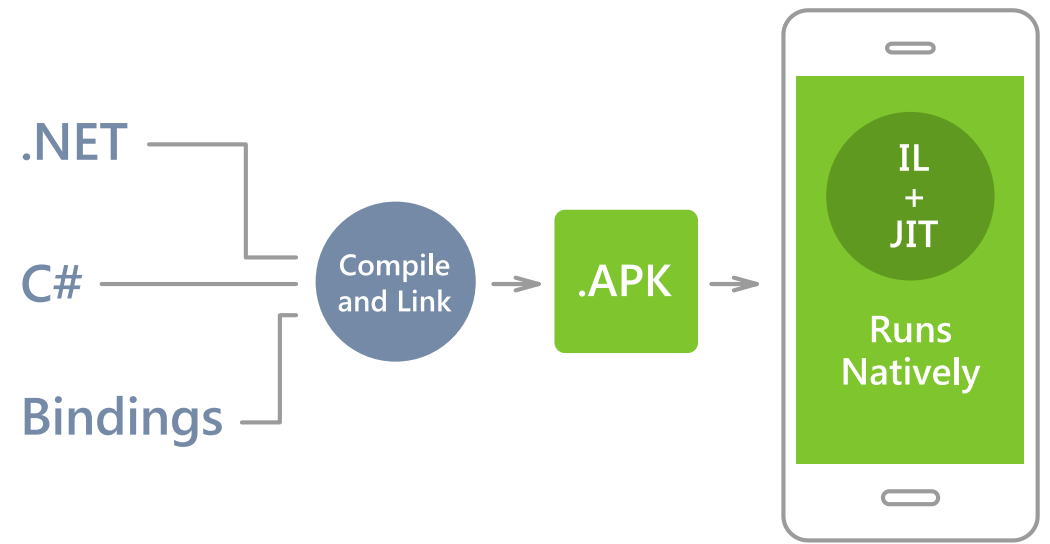 .NET
C#
Bindings
Compile
and Link
.APK
IL
+
JIT
Runs
Natively